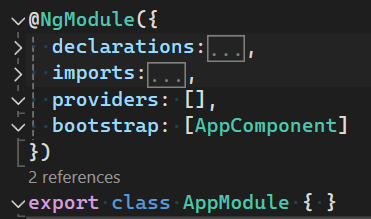 @NgModule({
declarations:...,
imports:...,
providers: [],
bootstrap: [AppComponent]
})
2 references
export class AppModule { }